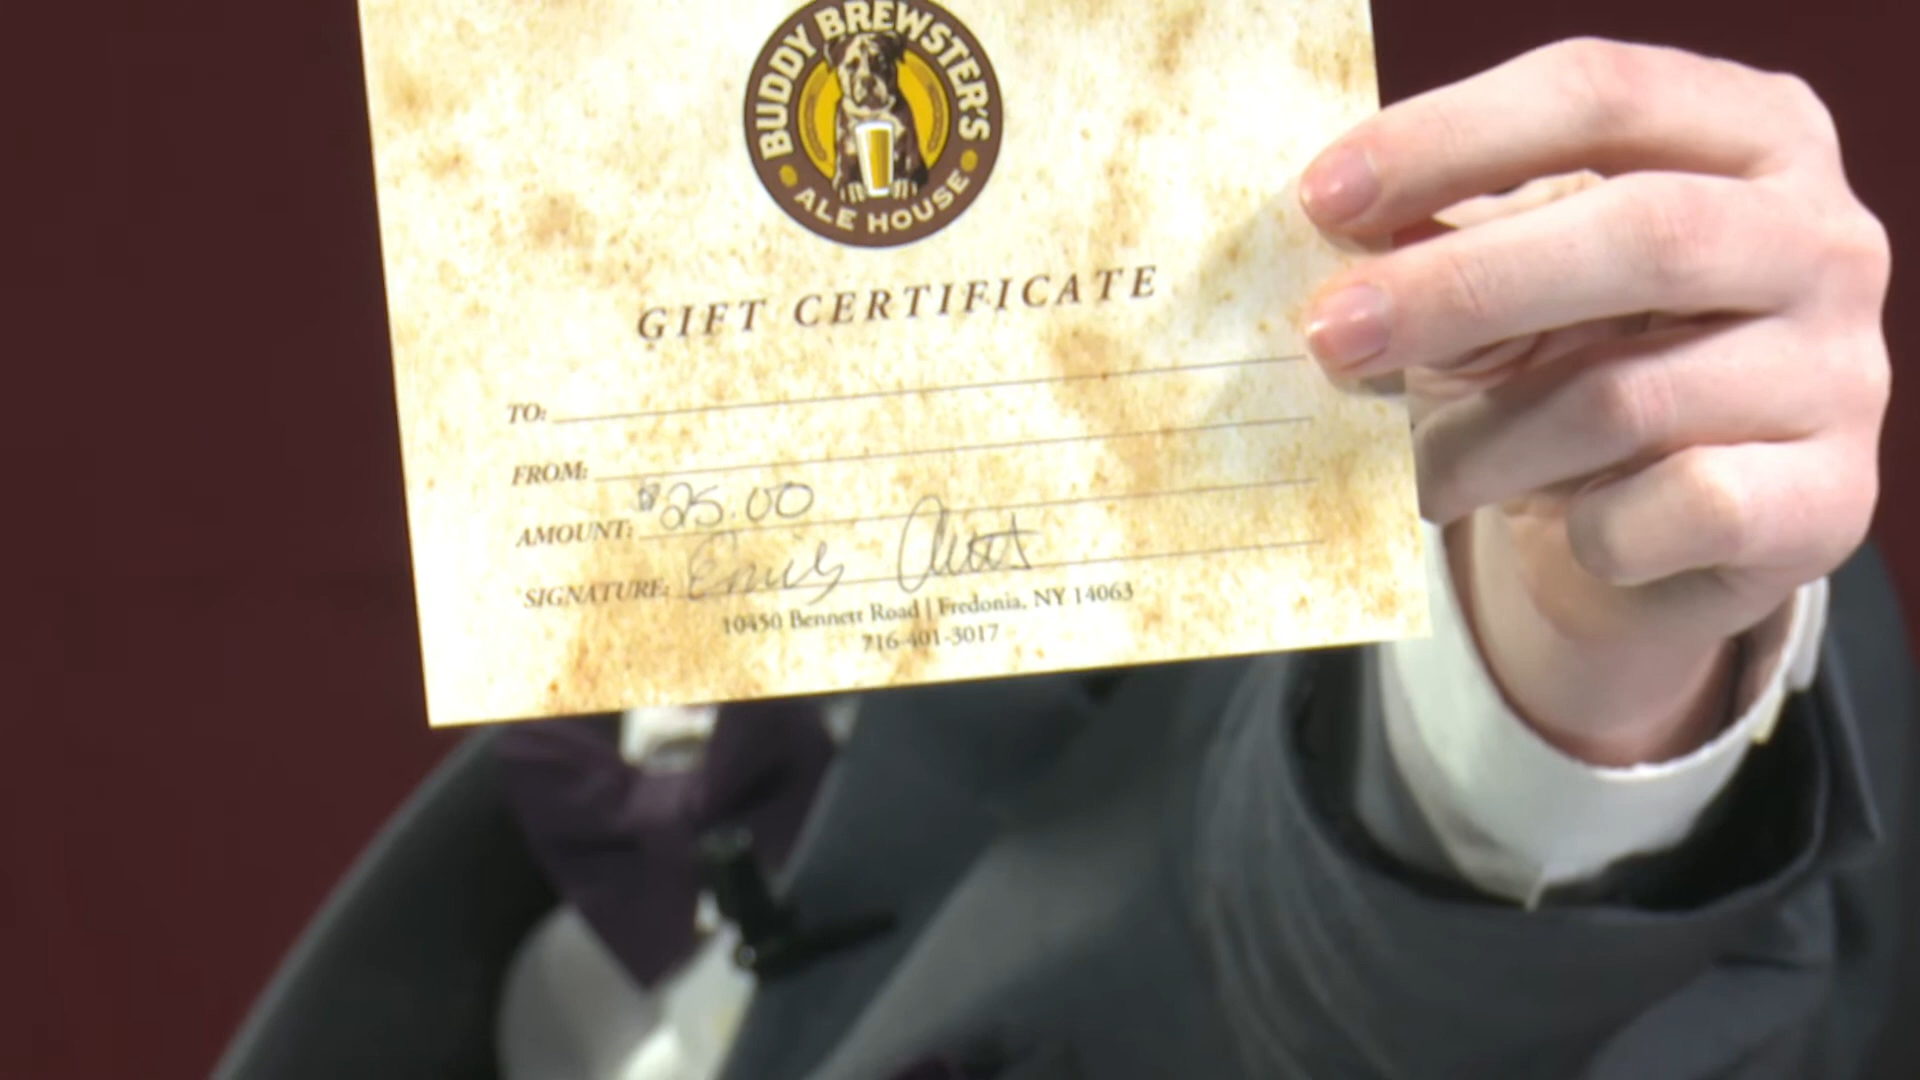 BUDDY BREWSTER'S
ALE HOUSE
GIFT CERTIFICATE
TO:
FROM:
AMOUNT: $25.00
SIGNATURE: Emily
10450 Bennett Road | Fredonia, NY 14063
716-401-3017